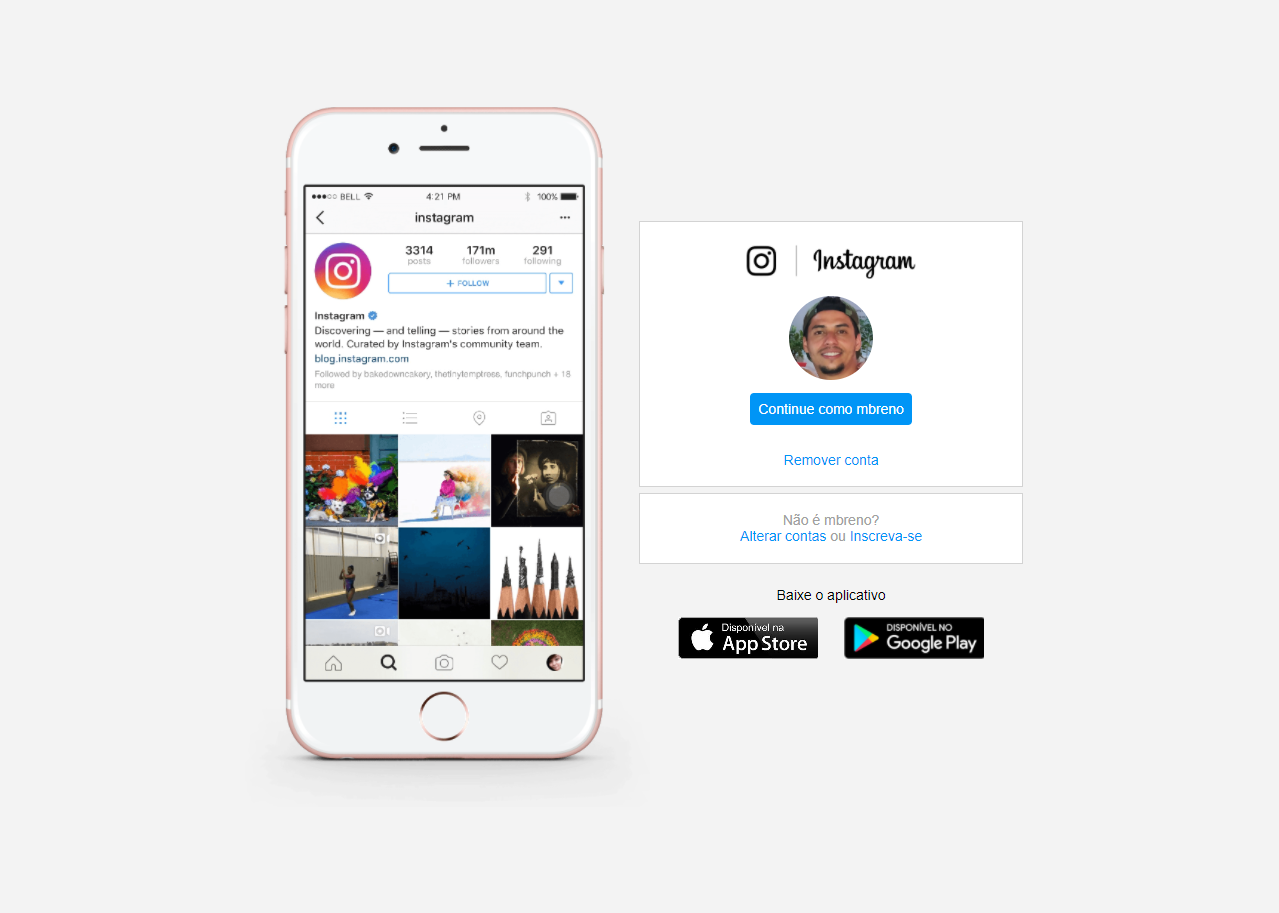 BELL 4:21 PM 100%
instagram
3314 171m 291
posts followers following
+ FOLLOW
Instagram
Discovering — and telling — stories from around the
world. Curated by Instagram's community team.
blog.instagram.com
Followed by bakedowncakery, thetinytemptress, funchpunch + 18
more
Instagram
Continue como mbreno
Remover conta
Não é mbreno?
Alterar contas ou Inscreva-se
Baixe o aplicativo
Disponível na
App Store
DISPONÍVEL NO
Google Play